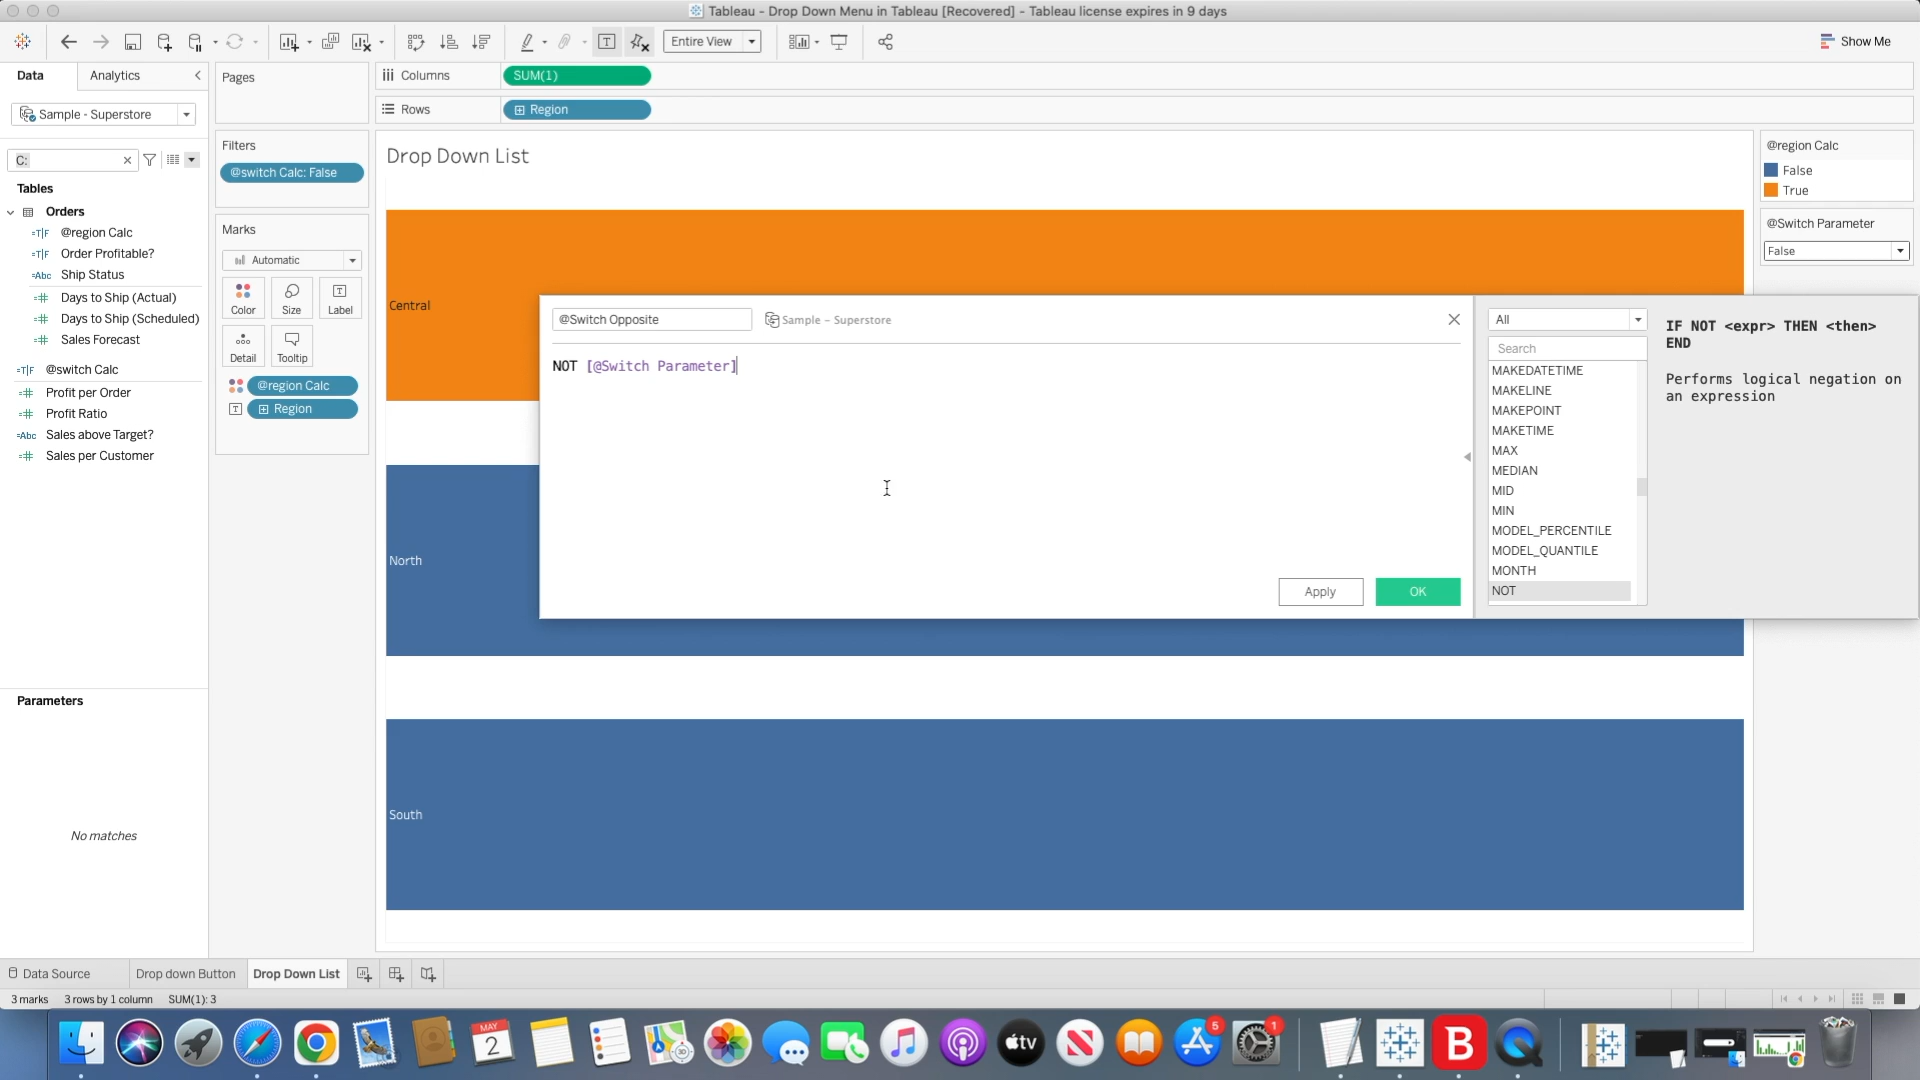 Tableau - Drop Down Menu in Tableau [Recovered] - Tableau license expires in 9 days
Entire View
Show Me
Data
Analytics
Sample - Superstore
C:
Tables
Orders
@region Calc
Order Profitable?
Ship Status
Days to Ship (Actual)
Days to Ship (Scheduled)
Sales Forecast
@switch Calc
Profit per Order
Profit Ratio
Sales above Target?
Sales per Customer
Parameters
No matches
Pages
Filters
@switch Calc: False
Marks
Automatic
Color
Size
Label
Detail
Tooltip
@region Calc
Region
Columns
SUM(1)
Rows
Region
Drop Down List
Central
North
South
@Switch Opposite
Sample – Superstore
NOT [@Switch Parameter]
Apply
OK
All
Search
MAKEDATETIME
MAKELINE
MAKEPOINT
MAKETIME
MAX
MEDIAN
MID
MIN
MODEL_PERCENTILE
MODEL_QUANTILE
MONTH
NOT
IF NOT <expr> THEN <then>
END
Performs logical negation on
an expression
@region Calc
False
True
@Switch Parameter
False
Data Source
Drop down Button
Drop Down List
3 marks
3 rows by 1 column
SUM(1): 3
MAY
2
3D
tv
5
1
B